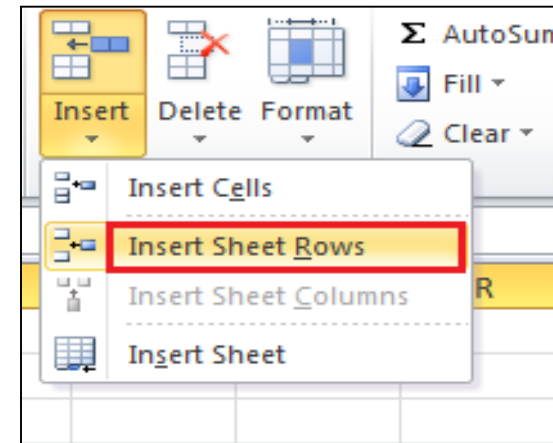 Σ AutoSum
Fill
Insert Delete Format
Clear
Insert Cells
Insert Sheet Rows
Insert Sheet Columns
R
Insert Sheet